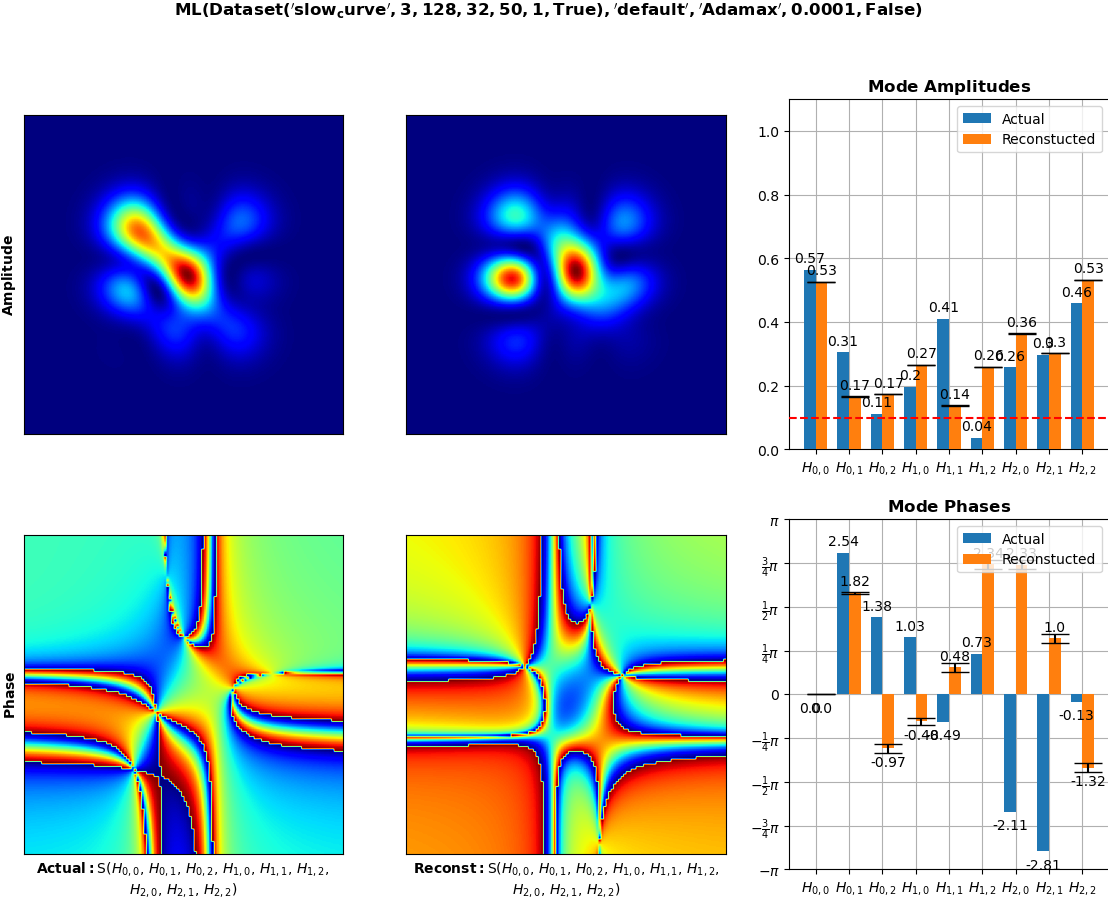 ML(Dataset('slow_curve', 3, 128, 32, 50, 1, True), 'default', 'Adamax', 0.0001, False)
Amplitude
Mode Amplitudes
Actual
Reconstucted
1.0
0.8
0.6
0.4
0.2
0.0
0.57
0.53
0.31
0.17
0.11
0.17
0.2
0.27
0.41
0.14
0.04
0.26
0.26
0.36
0.3
0.3
0.46
0.53
H0,0 H0,1 H0,2 H1,0 H1,1 H1,2 H2,0 H2,1 H2,2
Phase
Mode Phases
Actual
Reconstucted
π
3/4π
1/2π
1/4π
0
−1/4π
−1/2π
−3/4π
−π
0.0
0.0
2.54
1.82
1.38
-0.97
1.03
-0.49
0.48
0.73
2.34
2.33
-2.11
-2.81
1.0
-0.13
-1.32
H0,0 H0,1 H0,2 H1,0 H1,1 H1,2 H2,0 H2,1 H2,2
Actual: S(H0,0, H0,1, H0,2, H1,0, H1,1, H1,2,
H2,0, H2,1, H2,2)
Reconst: S(H0,0, H0,1, H0,2, H1,0, H1,1, H1,2,
H2,0, H2,1, H2,2)